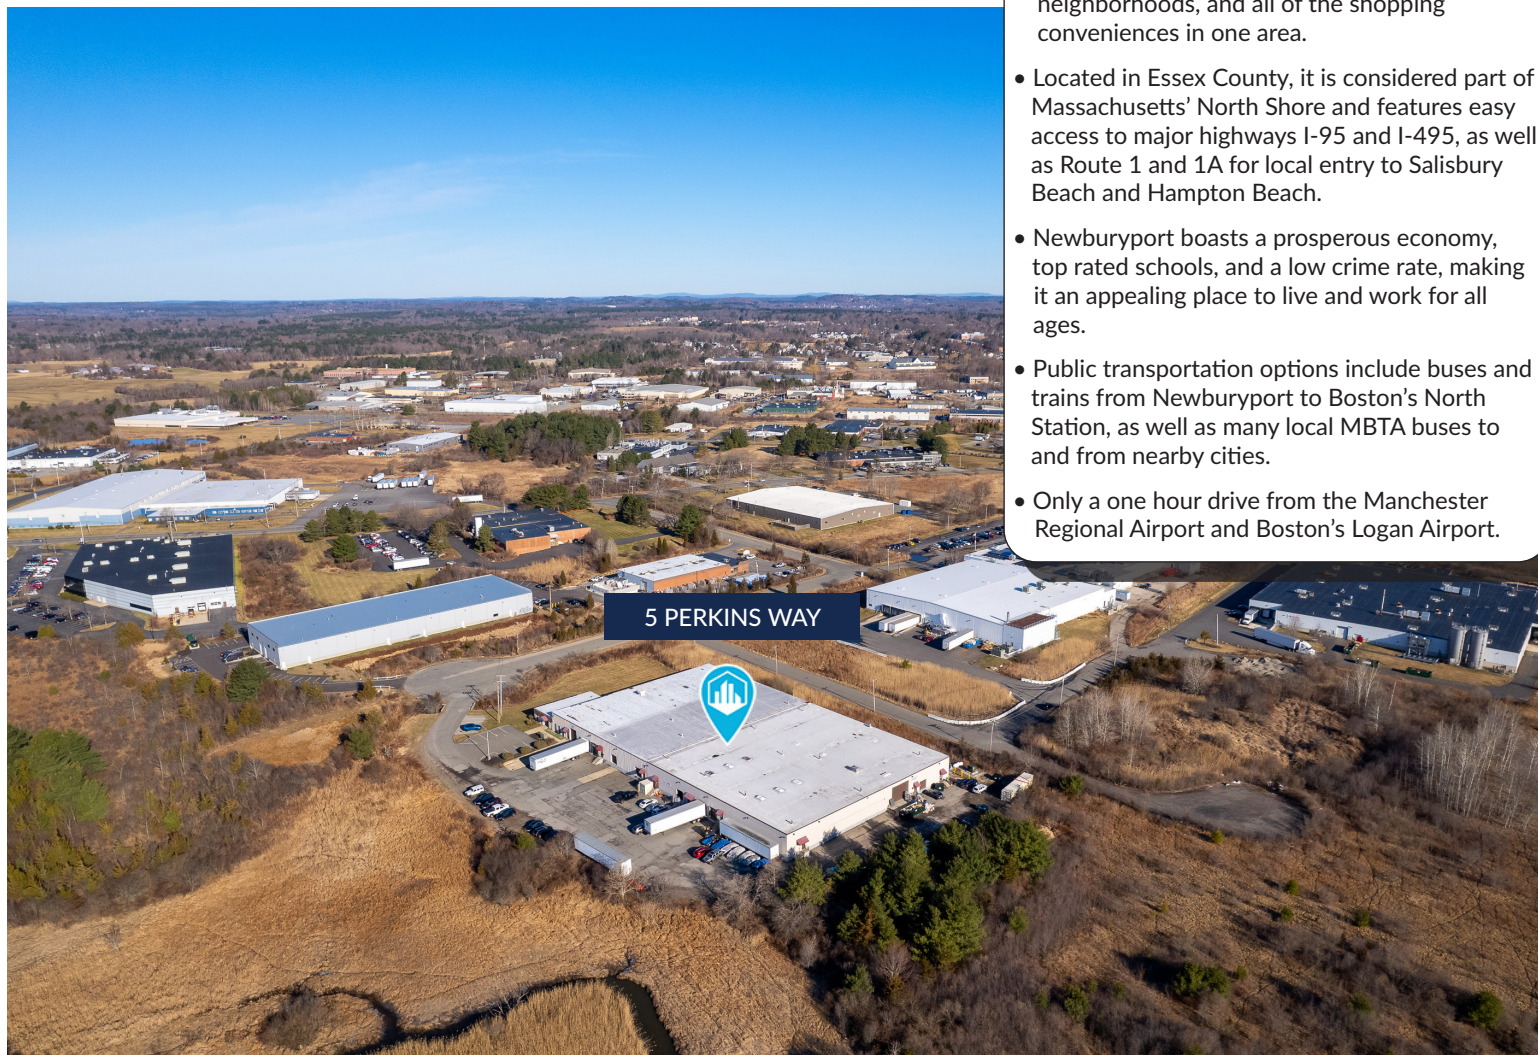 neighborhoods, and all of the shopping
conveniences in one area.
• Located in Essex County, it is considered part of
Massachusetts' North Shore and features easy
access to major highways I-95 and I-495, as well
as Route 1 and 1A for local entry to Salisbury
Beach and Hampton Beach.
• Newburyport boasts a prosperous economy,
top rated schools, and a low crime rate, making
it an appealing place to live and work for all
ages.
• Public transportation options include buses and
trains from Newburyport to Boston's North
Station, as well as many local MBTA buses to
and from nearby cities.
• Only a one hour drive from the Manchester
Regional Airport and Boston's Logan Airport.
5 PERKINS WAY